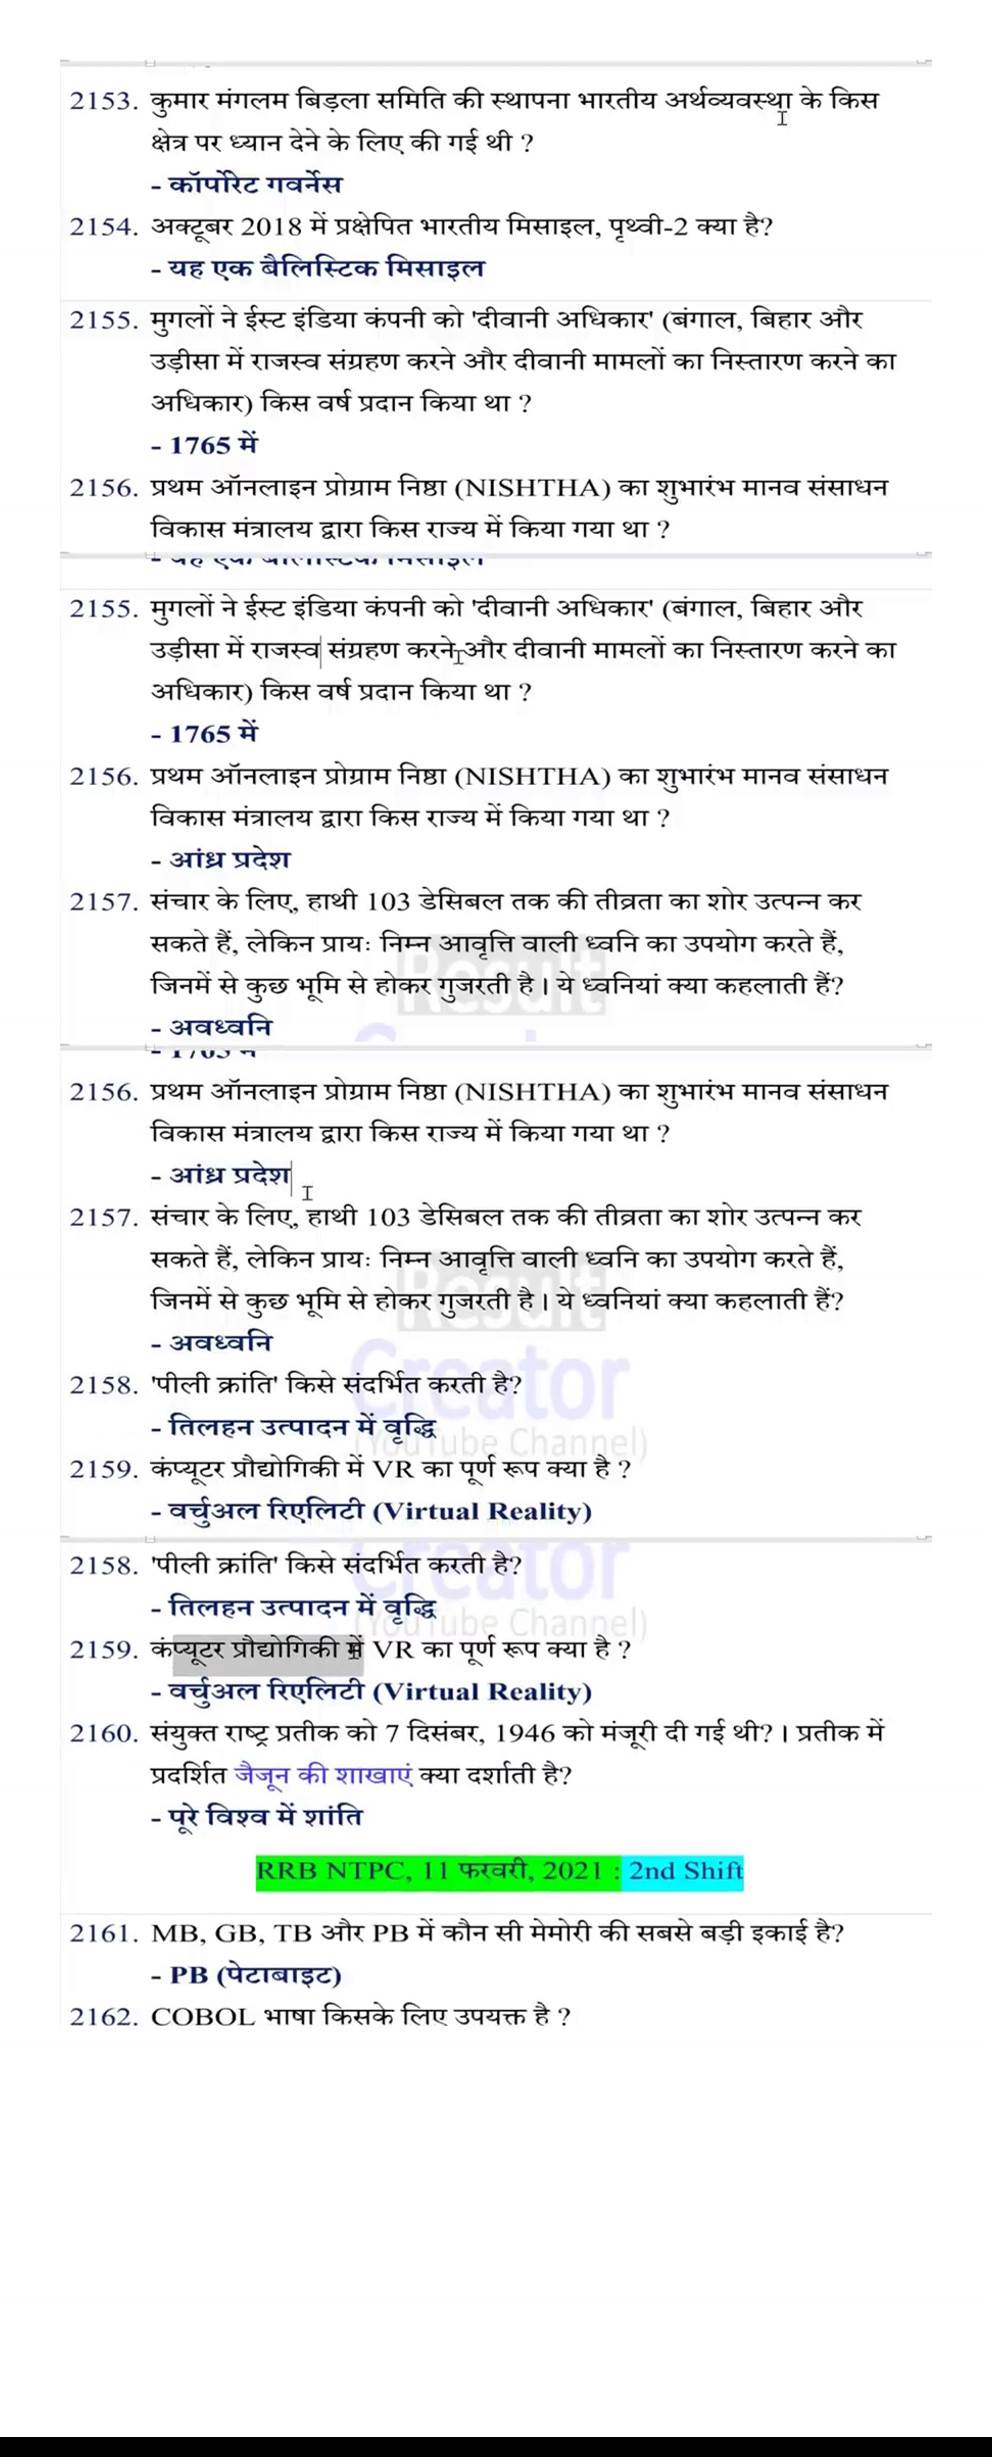 2153. कुमार मंगलम बिड़ला समिति की स्थापना भारतीय अर्थव्यवस्था के किस
क्षेत्र पर ध्यान देने के लिए की गई थी ?
- कॉर्पोरेट गवर्नेस
2154. अक्टूबर 2018 में प्रक्षेपित भारतीय मिसाइल, पृथ्वी-2 क्या है?
- यह एक बैलिस्टिक मिसाइल
2155. मुगलों ने ईस्ट इंडिया कंपनी को 'दीवानी अधिकार' (बंगाल, बिहार और
उड़ीसा में राजस्व संग्रहण करने और दीवानी मामलों का निस्तारण करने का
अधिकार) किस वर्ष प्रदान किया था ?
- 1765 में
2156. प्रथम ऑनलाइन प्रोग्राम निष्ठा (NISHTHA) का शुभारंभ मानव संसाधन
विकास मंत्रालय द्वारा किस राज्य में किया गया था ?
- यह एक बैलिस्टिक मिसाइल
2155. मुगलों ने ईस्ट इंडिया कंपनी को 'दीवानी अधिकार' (बंगाल, बिहार और
उड़ीसा में राजस्व संग्रहण करने और दीवानी मामलों का निस्तारण करने का
अधिकार) किस वर्ष प्रदान किया था ?
- 1765 में
2156. प्रथम ऑनलाइन प्रोग्राम निष्ठा (NISHTHA) का शुभारंभ मानव संसाधन
विकास मंत्रालय द्वारा किस राज्य में किया गया था ?
- आंध्र प्रदेश
2157. संचार के लिए, हाथी 103 डेसिबल तक की तीव्रता का शोर उत्पन्न कर
सकते हैं, लेकिन प्रायः निम्न आवृत्ति वाली ध्वनि का उपयोग करते हैं,
जिनमें से कुछ भूमि से होकर गुजरती है। ये ध्वनियां क्या कहलाती हैं?
Result
- अवध्वनि
- 1765 में
2156. प्रथम ऑनलाइन प्रोग्राम निष्ठा (NISHTHA) का शुभारंभ मानव संसाधन
विकास मंत्रालय द्वारा किस राज्य में किया गया था ?
- आंध्र प्रदेश
2157. संचार के लिए, हाथी 103 डेसिबल तक की तीव्रता का शोर उत्पन्न कर
सकते हैं, लेकिन प्रायः निम्न आवृत्ति वाली ध्वनि का उपयोग करते हैं,
जिनमें से कुछ भूमि से होकर गुजरती है। ये ध्वनियां क्या कहलाती हैं?
Result
- अवध्वनि
Creator
2158. 'पीली क्रांति' किसे संदर्भित करती है?
- तिलहन उत्पादन में वृद्धि
(YouTube Channel)
2159. कंप्यूटर प्रौद्योगिकी में VR का पूर्ण रूप क्या है ?
- वर्चुअल रिएलिटी (Virtual Reality)
Creator
2158. 'पीली क्रांति' किसे संदर्भित करती है?
- तिलहन उत्पादन में वृद्धि
(YouTube Channel)
2159. कंप्यूटर प्रौद्योगिकी में VR का पूर्ण रूप क्या है ?
- वर्चुअल रिएलिटी (Virtual Reality)
2160. संयुक्त राष्ट्र प्रतीक को 7 दिसंबर, 1946 को मंजूरी दी गई थी?। प्रतीक में
प्रदर्शित जैजून की शाखाएं क्या दर्शाती है?
- पूरे विश्व में शांति
RRB NTPC, 11 फरवरी, 2021 : 2nd Shift
2161. MB, GB, TB और PB में कौन सी मेमोरी की सबसे बड़ी इकाई है?
- PB (पेटाबाइट)
2162. COBOL भाषा किसके लिए उपयक्त है ?